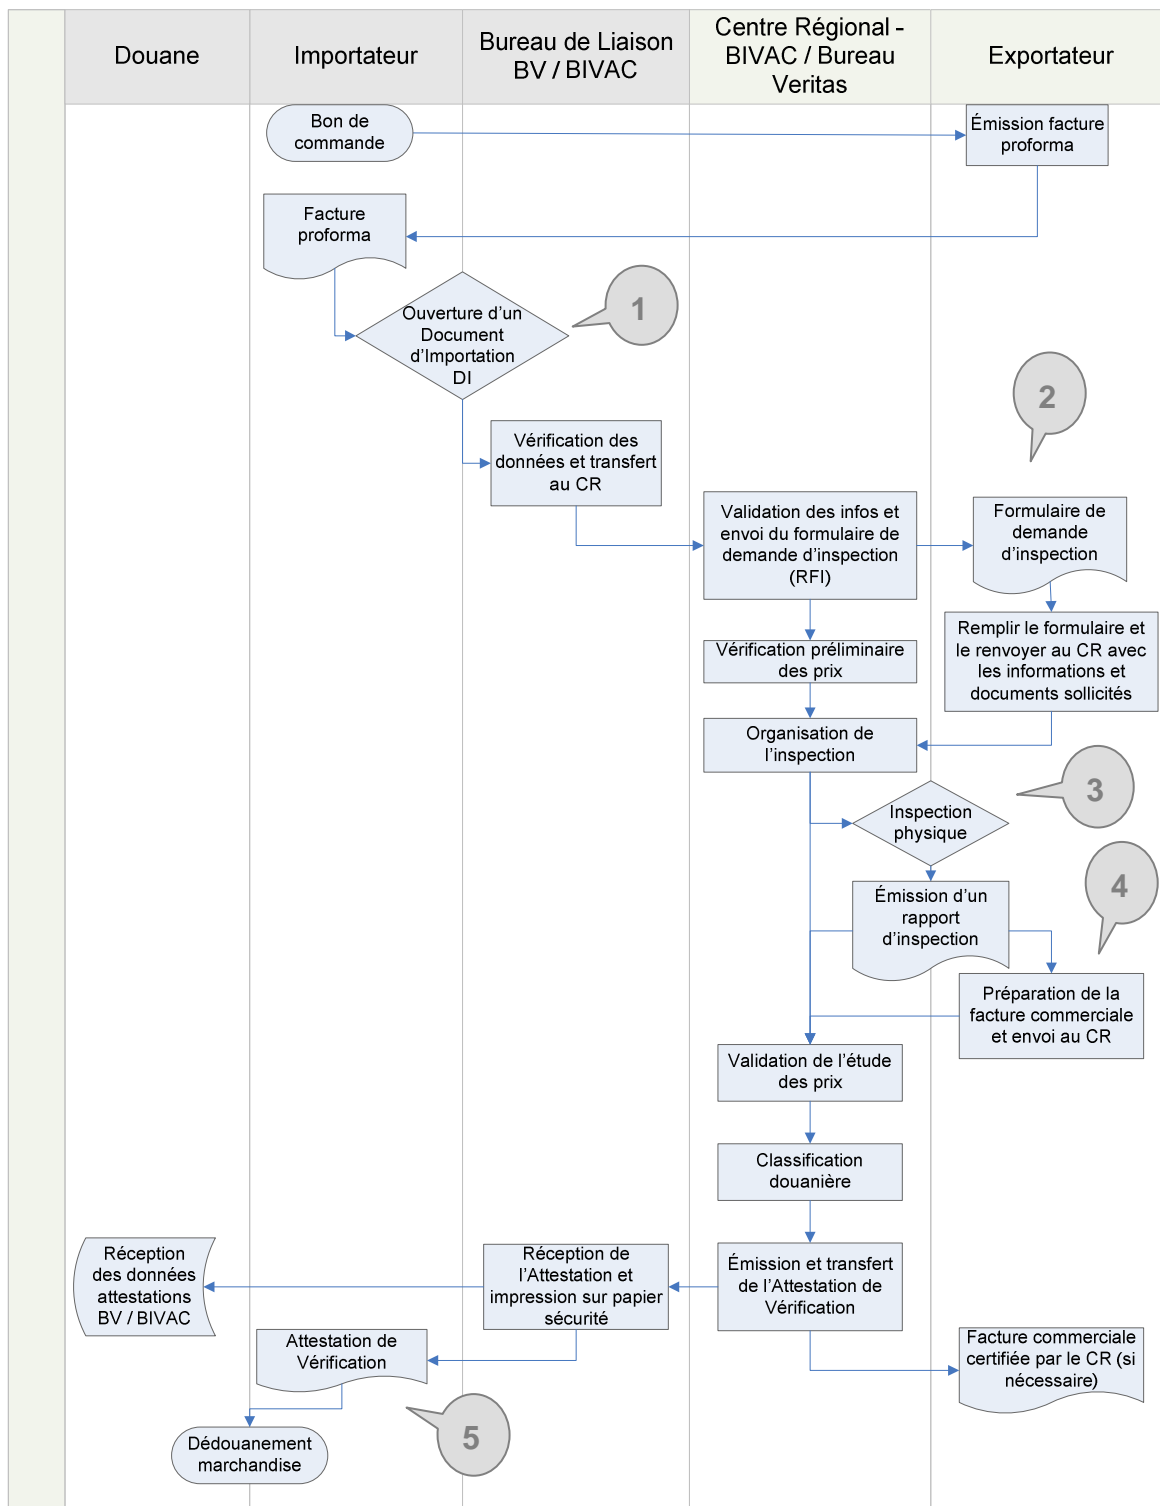 Douane
Importateur
Bureau de Liaison
BV / BIVAC
Centre Régional -
BIVAC / Bureau
Veritas
Exportateur
Bon de
commande
Émission facture
proforma
Facture
proforma
Ouverture d’un
Document
d’Importation
DI
1
2
Vérification des
données et transfert
au CR
Validation des infos et
envoi du formulaire de
demande d’inspection
(RFI)
Formulaire de
demande
d’inspection
Vérification préliminaire
des prix
Remplir le formulaire et
le renvoyer au CR avec
les informations et
documents sollicités
Organisation de
l’inspection
3
Inspection
physique
4
Émission d’un
rapport
d’inspection
Préparation de la
facture commerciale
et envoi au CR
Validation de l’étude
des prix
Classification
douanière
Réception
des données
attestations
BV / BIVAC
Réception de
l’Attestation et
impression sur papier
sécurité
Émission et transfert
de l’Attestation de
Vérification
Attestation de
Vérification
Facture commerciale
certifiée par le CR (si
nécessaire)
5
Dédouanement
marchandise